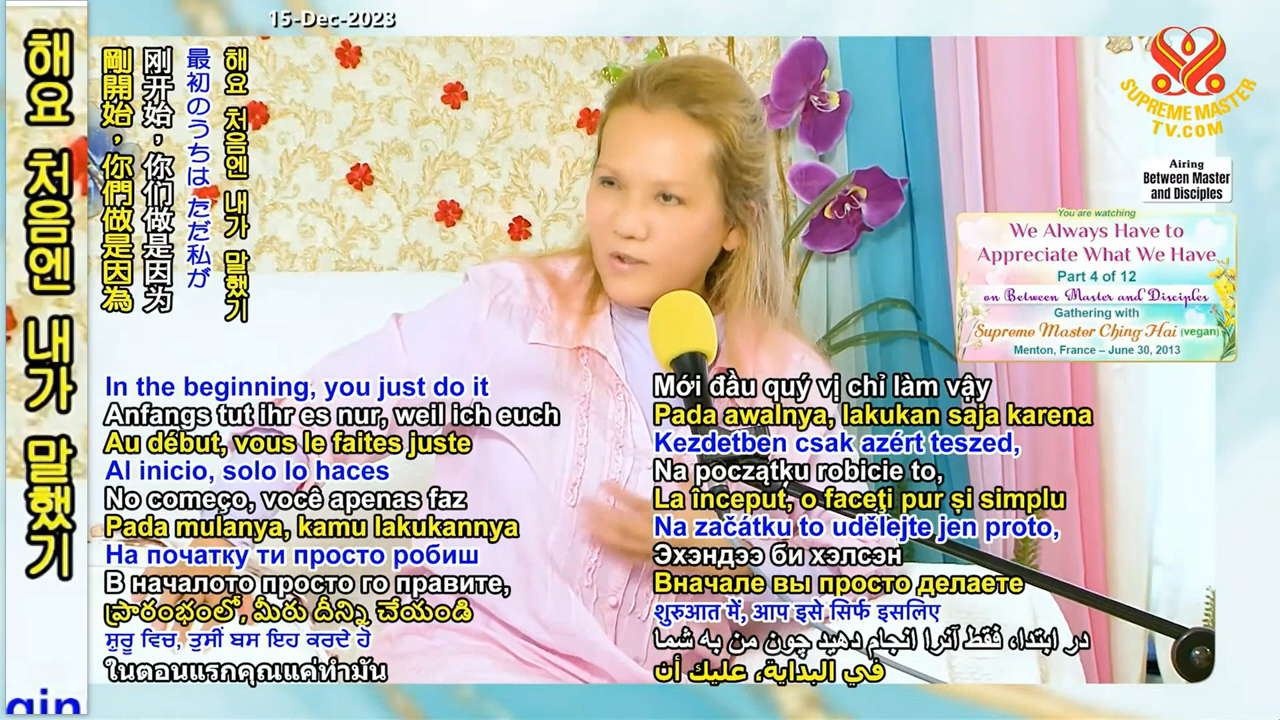 15-Dec-2023
해요 처음엔 내가 말했기
剛開始，你們做是因為
刚开始，你们做是因为
最初のうちは ただ私が
해요 처음엔 내가 말했기
SUPREME MASTER
TV.COM
Airing
Between Master
and Disciples
You are watching
We Always Have to
Appreciate What We Have
Part 4 of 12
on Between Master and Disciples
Gathering with
Supreme Master Ching Hai (vegan)
Menton, France – June 30, 2013
In the beginning, you just do it
Anfangs tut ihr es nur, weil ich euch
Au début, vous le faites juste
Al inicio, solo lo haces
No começo, você apenas faz
Pada mulanya, kamu lakukannya
На початку ти просто робиш
В началото просто го правите,
ప్రారంభంలో, మీరు దీన్ని చేయండి
ਸ਼ੁਰੂ ਵਿਚ, ਤੁਸੀਂ ਬਸ ਇਹ ਕਰਦੇ ਹੋ
ในตอนแรกคุณแค่ทำมัน
Mới đầu quý vị chỉ làm vậy
Pada awalnya, lakukan saja karena
Kezdetben csak azért teszed,
Na początku robicie to,
La început, o faceţi pur și simplu
Na začátku to udělejte jen proto,
Эхэндээ би хэлсэн
Вначале вы просто делаете
शुरुआत में, आप इसे सिर्फ इसलिए
در ابتدا، فقط آنرا انجام دهید چون من به شما
في البداية، عليك أن
gin